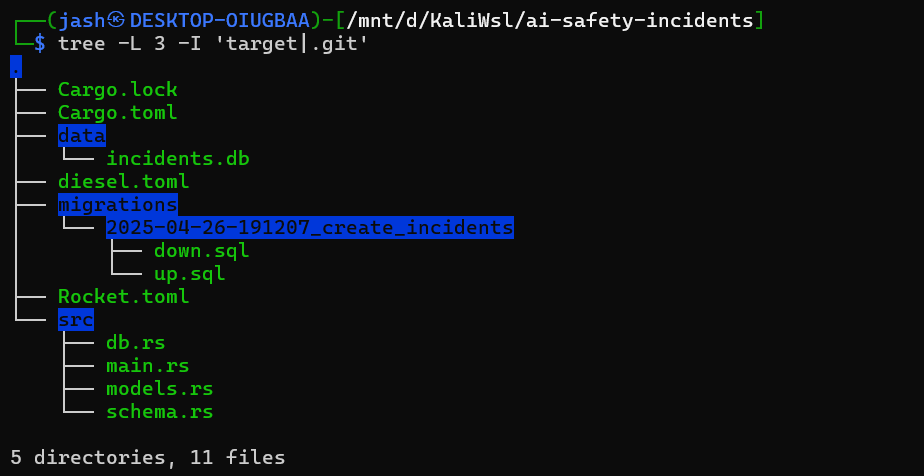 ┌──(jash㉿DESKTOP-OIUGBAA)-[/mnt/d/KaliWsl/ai-safety-incidents]
└─$ tree -L 3 -I 'target|.git'
.
├── Cargo.lock
├── Cargo.toml
├── data
│   └── incidents.db
├── diesel.toml
├── migrations
│   └── 2025-04-26-191207_create_incidents
│       ├── down.sql
│       └── up.sql
├── Rocket.toml
└── src
    ├── db.rs
    ├── main.rs
    ├── models.rs
    └── schema.rs
5 directories, 11 files